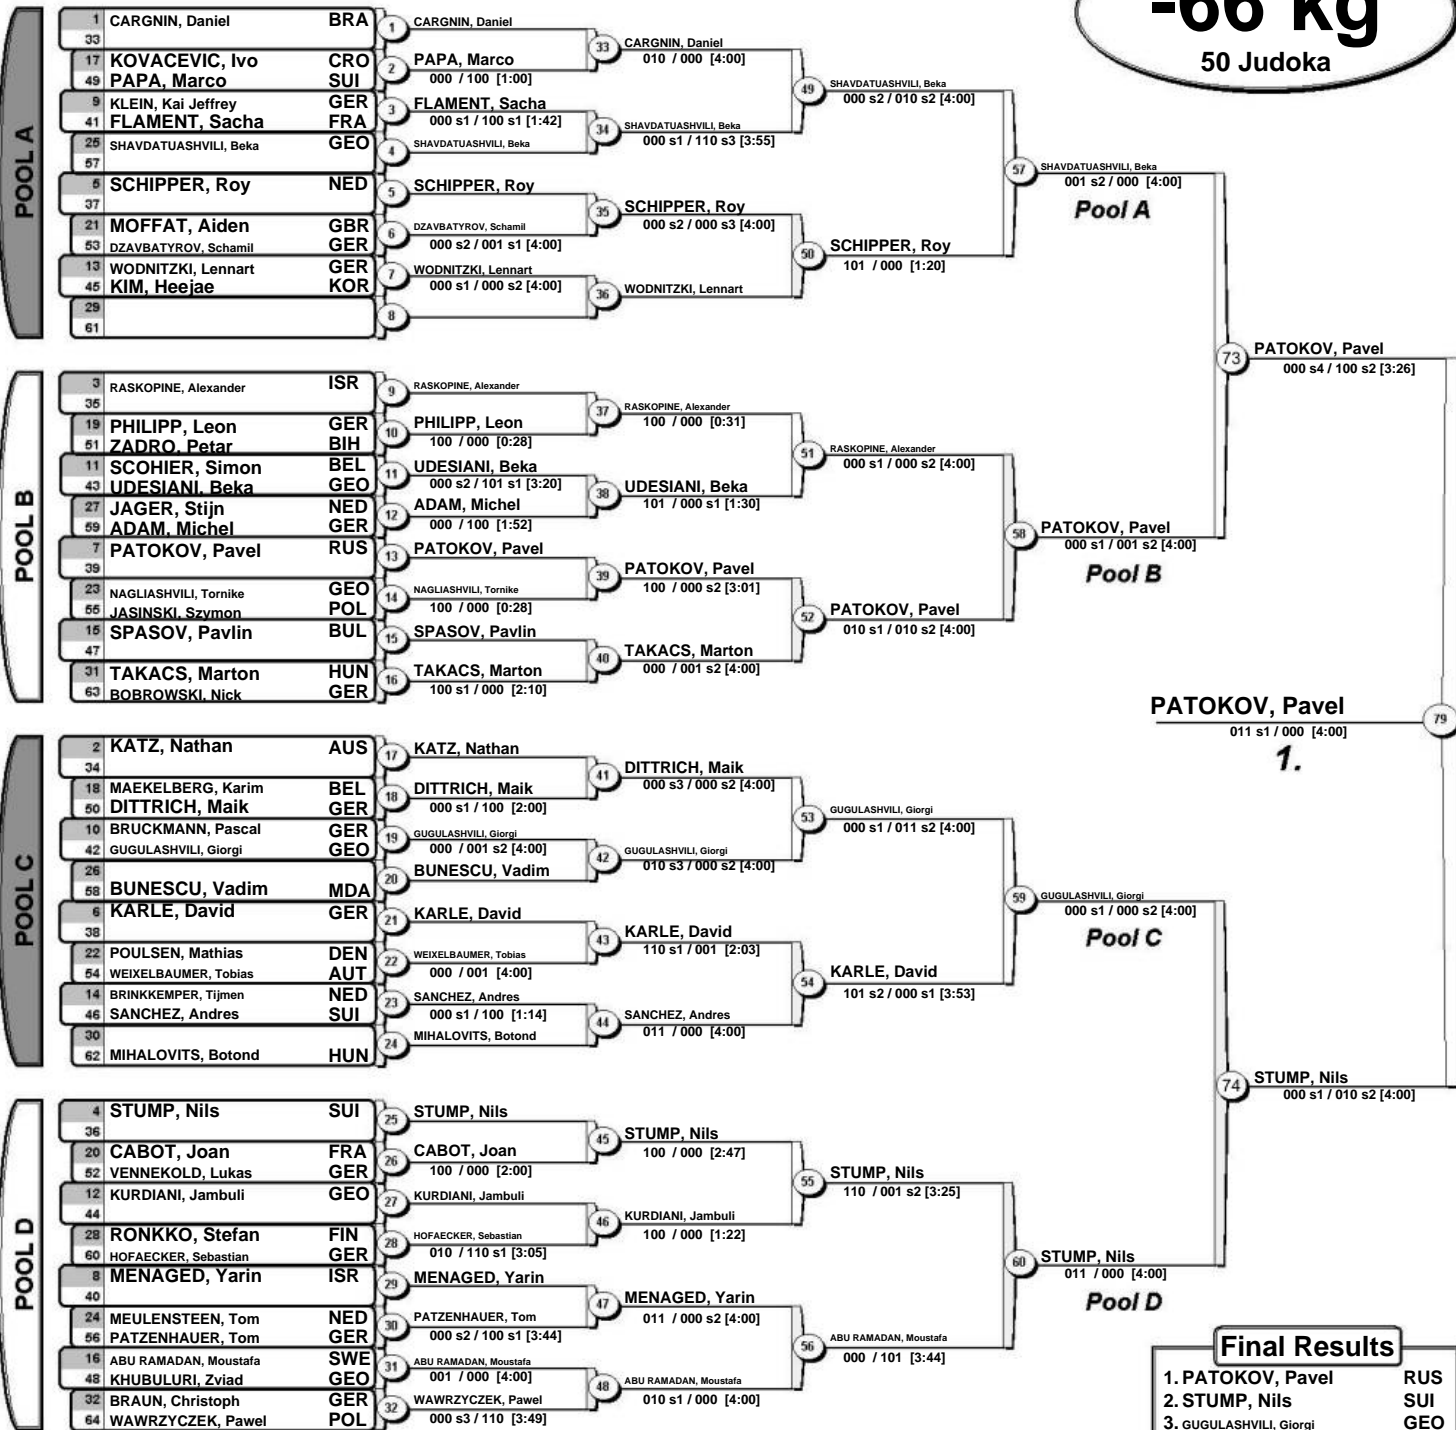 -66 kg
50 Judoka
POOL A
1 CARGNIN, Daniel BRA
33
17 KOVACEVIC, Ivo CRO
49 PAPA, Marco SUI
9 KLEIN, Kai Jeffrey GER
41 FLAMENT, Sacha FRA
25 SHAVDATUASHVILI, Beka GEO
57
5 SCHIPPER, Roy NED
37
21 MOFFAT, Aiden GBR
53 DZAVBATYROV, Schamil GER
13 WODNITZKI, Lennart GER
45 KIM, Heejae KOR
29
61
1 CARGNIN, Daniel
2 PAPA, Marco
000 / 100 [1:00]
3 FLAMENT, Sacha
000 s1 / 100 s1 [1:42]
4 SHAVDATUASHVILI, Beka
5 SCHIPPER, Roy
6 DZAVBATYROV, Schamil
000 s2 / 001 s1 [4:00]
7 WODNITZKI, Lennart
000 s1 / 000 s2 [4:00]
8
33 CARGNIN, Daniel
010 / 000 [4:00]
34 SHAVDATUASHVILI, Beka
000 s1 / 110 s3 [3:55]
35 SCHIPPER, Roy
000 s2 / 000 s3 [4:00]
36 WODNITZKI, Lennart
49 SHAVDATUASHVILI, Beka
000 s2 / 010 s2 [4:00]
50 SCHIPPER, Roy
101 / 000 [1:20]
57 SHAVDATUASHVILI, Beka
001 s2 / 000 [4:00]
Pool A
POOL B
3 RASKOPINE, Alexander ISR
35
19 PHILIPP, Leon GER
51 ZADRO, Petar BIH
11 SCOHIER, Simon BEL
43 UDESIANI, Beka GEO
27 JAGER, Stijn NED
59 ADAM, Michel GER
7 PATOKOV, Pavel RUS
39
23 NAGLIASHVILI, Tornike GEO
55 JASINSKI, Szymon POL
15 SPASOV, Pavlin BUL
47
31 TAKACS, Marton HUN
63 BOBROWSKI, Nick GER
9 RASKOPINE, Alexander
10 PHILIPP, Leon
100 / 000 [0:28]
11 UDESIANI, Beka
000 s2 / 101 s1 [3:20]
12 ADAM, Michel
000 / 100 [1:52]
13 PATOKOV, Pavel
14 NAGLIASHVILI, Tornike
100 / 000 [0:28]
15 SPASOV, Pavlin
16 TAKACS, Marton
100 s1 / 000 [2:10]
37 RASKOPINE, Alexander
100 / 000 [0:31]
38 UDESIANI, Beka
101 / 000 s1 [1:30]
39 PATOKOV, Pavel
100 / 000 s2 [3:01]
40 TAKACS, Marton
000 / 001 s2 [4:00]
51 RASKOPINE, Alexander
000 s1 / 000 s2 [4:00]
52 PATOKOV, Pavel
010 s1 / 010 s2 [4:00]
58 PATOKOV, Pavel
000 s1 / 001 s2 [4:00]
Pool B
73 PATOKOV, Pavel
000 s4 / 100 s2 [3:26]
PATOKOV, Pavel 79
011 s1 / 000 [4:00]
1.
POOL C
2 KATZ, Nathan AUS
34
18 MAEKELBERG, Karim BEL
50 DITTRICH, Maik GER
10 BRUCKMANN, Pascal GER
42 GUGULASHVILI, Giorgi GEO
26
58 BUNESCU, Vadim MDA
6 KARLE, David GER
38
22 POULSEN, Mathias DEN
54 WEIXELBAUMER, Tobias AUT
14 BRINKKEMPER, Tijmen NED
46 SANCHEZ, Andres SUI
30
62 MIHALOVITS, Botond HUN
17 KATZ, Nathan
18 DITTRICH, Maik
000 s1 / 100 [2:00]
19 GUGULASHVILI, Giorgi
000 / 001 s2 [4:00]
20 BUNESCU, Vadim
21 KARLE, David
22 WEIXELBAUMER, Tobias
000 / 001 [4:00]
23 SANCHEZ, Andres
000 s1 / 100 [1:14]
24 MIHALOVITS, Botond
41 DITTRICH, Maik
000 s3 / 000 s2 [4:00]
42 GUGULASHVILI, Giorgi
010 s3 / 000 s2 [4:00]
43 KARLE, David
110 s1 / 001 [2:03]
44 SANCHEZ, Andres
011 / 000 [4:00]
53 GUGULASHVILI, Giorgi
000 s1 / 011 s2 [4:00]
54 KARLE, David
101 s2 / 000 s1 [3:53]
59 GUGULASHVILI, Giorgi
000 s1 / 000 s2 [4:00]
Pool C
74 STUMP, Nils
000 s1 / 010 s2 [4:00]
POOL D
4 STUMP, Nils SUI
36
20 CABOT, Joan FRA
52 VENNEKOLD, Lukas GER
12 KURDIANI, Jambuli GEO
44
28 RONKKO, Stefan FIN
60 HOFAECKER, Sebastian GER
8 MENAGED, Yarin ISR
40
24 MEULENSTEEN, Tom NED
56 PATZENHAUER, Tom GER
16 ABU RAMADAN, Moustafa SWE
48 KHUBULURI, Zviad GEO
32 BRAUN, Christoph GER
64 WAWRZYCZEK, Pawel POL
25 STUMP, Nils
26 CABOT, Joan
100 / 000 [2:00]
27 KURDIANI, Jambuli
28 HOFAECKER, Sebastian
010 / 110 s1 [3:05]
29 MENAGED, Yarin
30 PATZENHAUER, Tom
000 s2 / 100 s1 [3:44]
31 ABU RAMADAN, Moustafa
001 / 000 [4:00]
32 WAWRZYCZEK, Pawel
000 s3 / 110 [3:49]
45 STUMP, Nils
100 / 000 [2:47]
46 KURDIANI, Jambuli
100 / 000 [1:22]
47 MENAGED, Yarin
011 / 000 s2 [4:00]
48 ABU RAMADAN, Moustafa
010 s1 / 000 [4:00]
55 STUMP, Nils
110 / 001 s2 [3:25]
56 ABU RAMADAN, Moustafa
000 / 101 [3:44]
60 STUMP, Nils
011 / 000 [4:00]
Pool D
Final Results
1. PATOKOV, Pavel RUS
2. STUMP, Nils SUI
3. GUGULASHVILI, Giorgi GEO